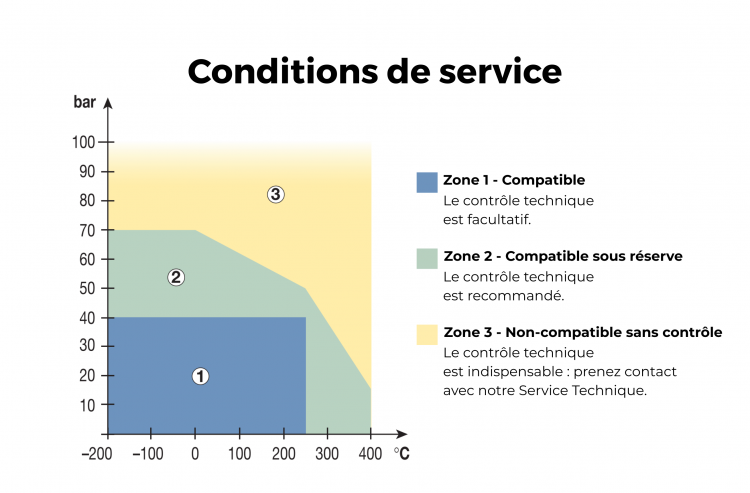 Conditions de service
bar
100
90
80
70
60
50
40
30
20
10
–200 –100 0 100 200 300 400 °C
3
2
1
Zone 1 - Compatible
Le contrôle technique
est facultatif.
Zone 2 - Compatible sous réserve
Le contrôle technique
est recommandé.
Zone 3 - Non-compatible sans contrôle
Le contrôle technique
est indispensable : prenez contact
avec notre Service Technique.